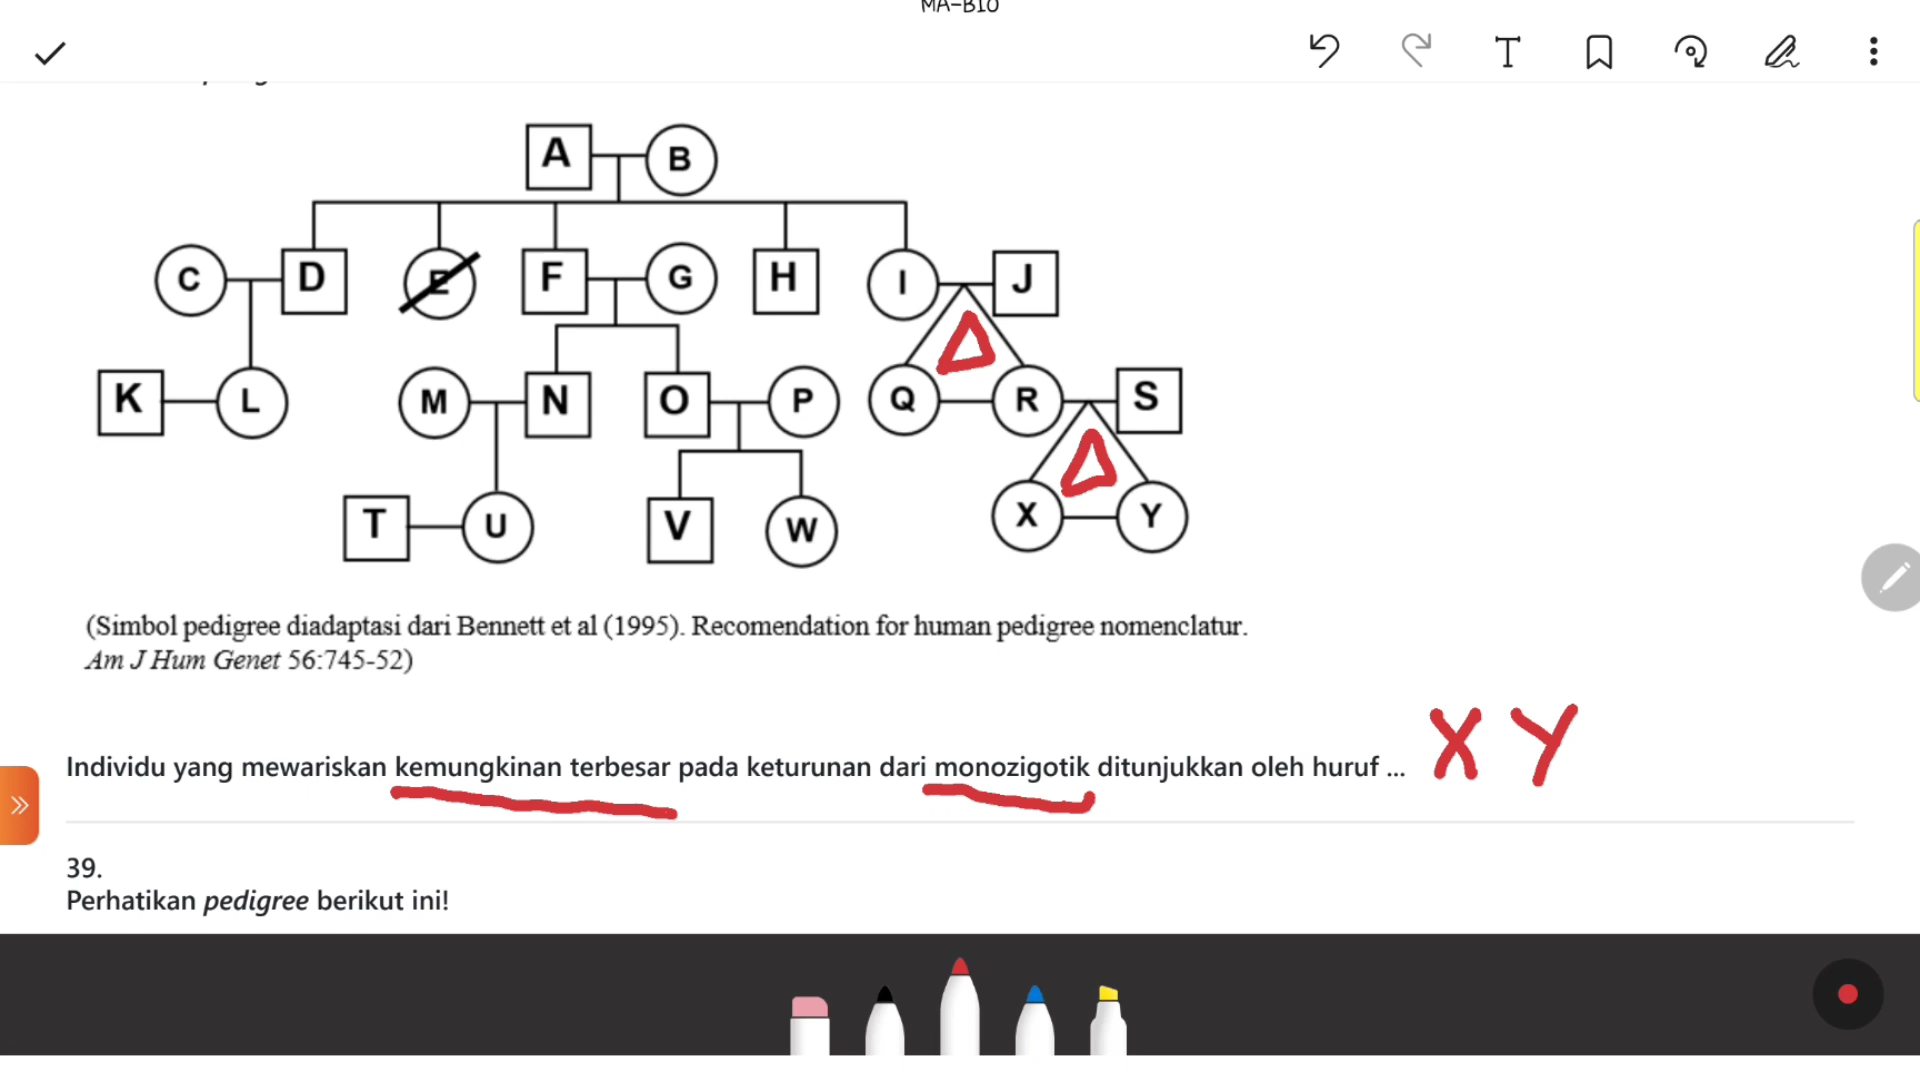 MA-BIO
A B
C D E F G H I J
K L M N O P Q R S
T U V W X Y
(Simbol pedigree diadaptasi dari Bennett et al (1995). Recomendation for human pedigree nomenclatur.
Am J Hum Genet 56:745-52)
Individu yang mewariskan kemungkinan terbesar pada keturunan dari monozigotik ditunjukkan oleh huruf ... X Y
39.
Perhatikan pedigree berikut ini!